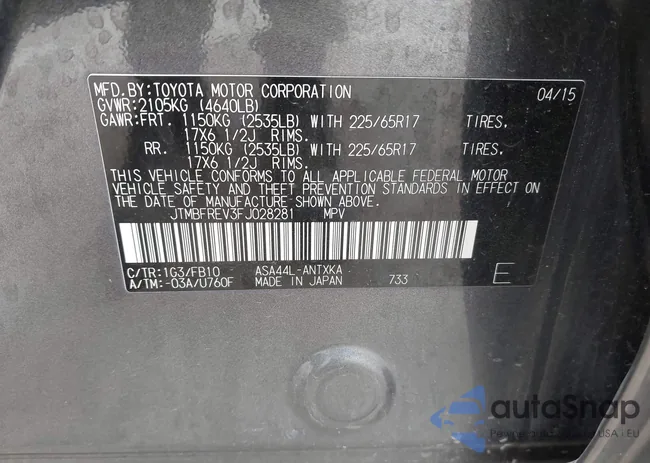 MFD.BY:TOYOTA MOTOR CORPORATION 04/15
GVWR:2105KG (4640LB)
GAWR:FRT. 1150KG (2535LB) WITH 225/65R17 TIRES,
17X6 1/2J RIMS.
RR. 1150KG (2535LB) WITH 225/65R17 TIRES,
17X6 1/2J RIMS.
THIS VEHICLE CONFORMS TO ALL APPLICABLE FEDERAL MOTOR
VEHICLE SAFETY AND THEFT PREVENTION STANDARDS IN EFFECT ON
THE DATE OF MANUFACTURE SHOWN ABOVE.
JTMBFREV3FJ028281 MPV
C/TR:1G3/FB10 ASA44L-ANTXKA E
A/TM:-03A/U760F MADE IN JAPAN 733
autoSnap
USA i EU